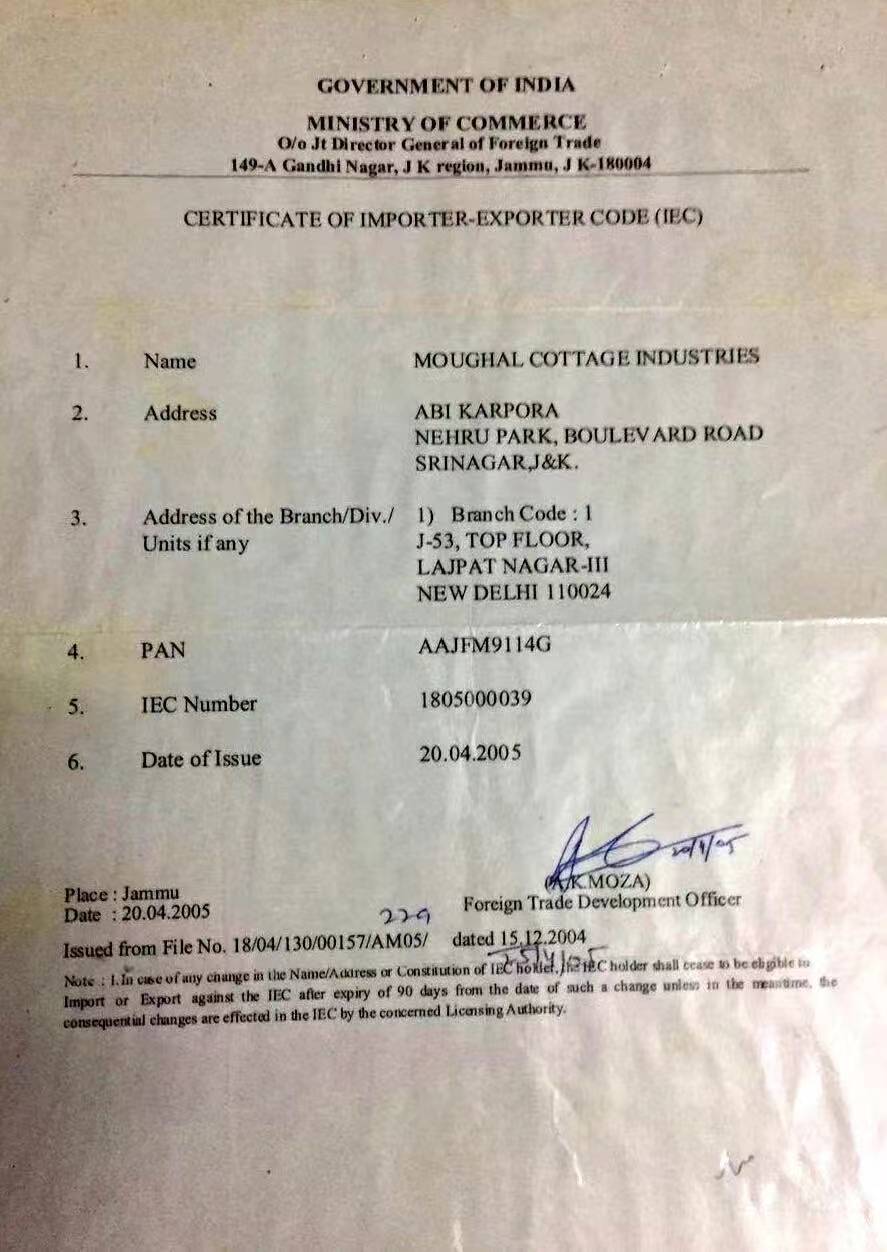 GOVERNMENT OF INDIA
MINISTRY OF COMMERCE
O/o Jt Director General of Foreign Trade
149-A Gandhi Nagar, J K region, Jammu, J K-180004
CERTIFICATE OF IMPORTER-EXPORTER CODE (IEC)
1. Name MOUGHAL COTTAGE INDUSTRIES
2. Address ABI KARPORA
NEHRU PARK, BOULEVARD ROAD
SRINAGAR,J&K.
3. Address of the Branch/Div./ 1) Branch Code : 1
Units if any J-53, TOP FLOOR,
LAJPAT NAGAR-III
NEW DELHI 110024
4. PAN AAJFM9114G
5. IEC Number 1805000039
6. Date of Issue 20.04.2005
(A.K.MOZA)
Place : Jammu
Foreign Trade Development Officer
Date : 20.04.2005
229
Issued from File No. 18/04/130/00157/AM05/ dated 15.12.2004
Note : 1.In case of any change in the Name/Address or Constitution of IEC holder, the IEC holder shall cease to be eligible to
Import or Export against the IEC after expiry of 90 days from the date of such a change unless in the meantime, the
consequential changes are effected in the IEC by the concerned Licensing Authority.